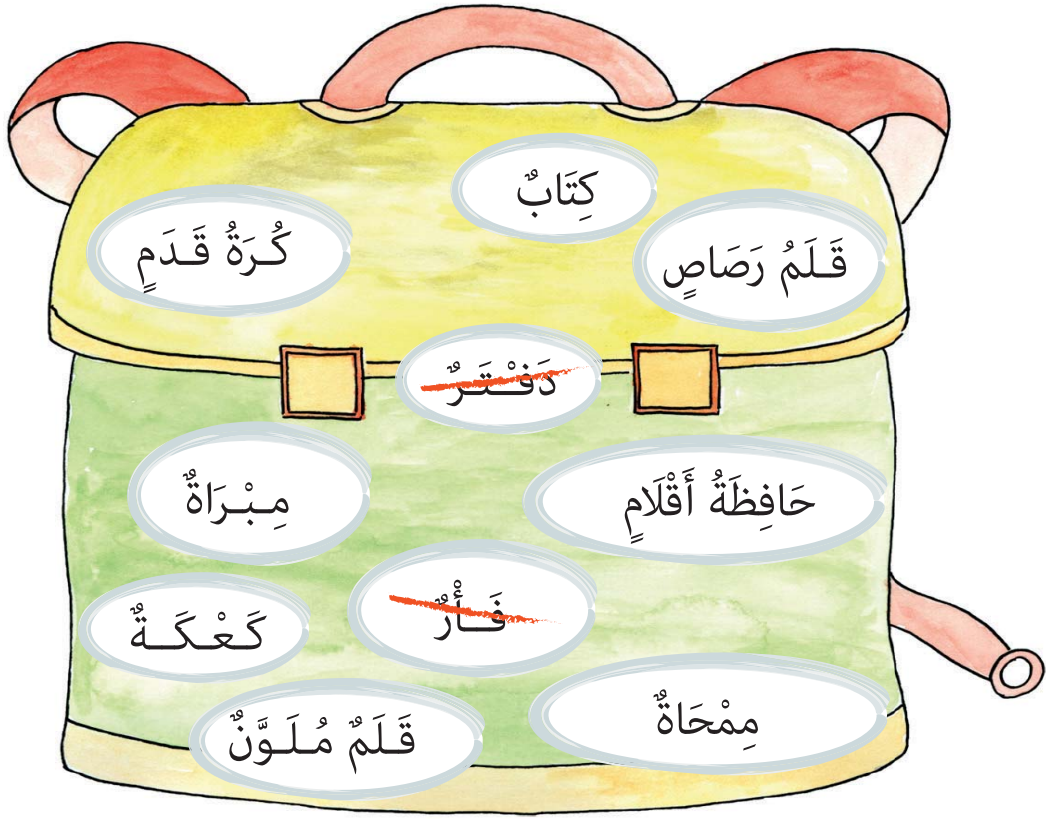 كِتَابٌ
قَلَمُ رَصَاصٍ
كُرَةُ قَدَمٍ
دَفْتَرٌ
حَافِظَةُ أَقْلَامٍ
مِبْرَاةٌ
فَأْرٌ
كَعْكَةٌ
مِمْحَاةٌ
قَلَمٌ مُلَوَّنٌ